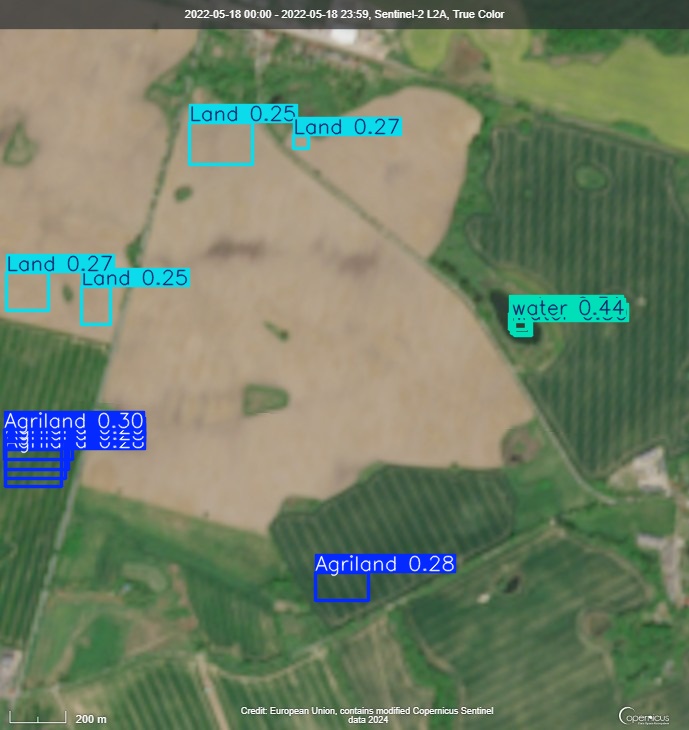 2022-05-18 00:00 - 2022-05-18 23:59, Sentinel-2 L2A, True Color
Land 0.25
Land 0.27
Land 0.27
Land 0.25
water 0.44
Agriland 0.30
Agriland 0.28
200 m
Credit: European Union, contains modified Copernicus Sentinel
data 2024
opernicus